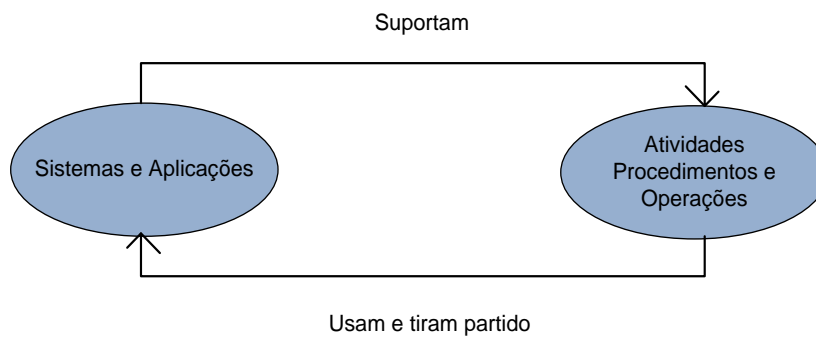 Suportam
Sistemas e Aplicações
Atividades
Procedimentos e
Operações
Usam e tiram partido